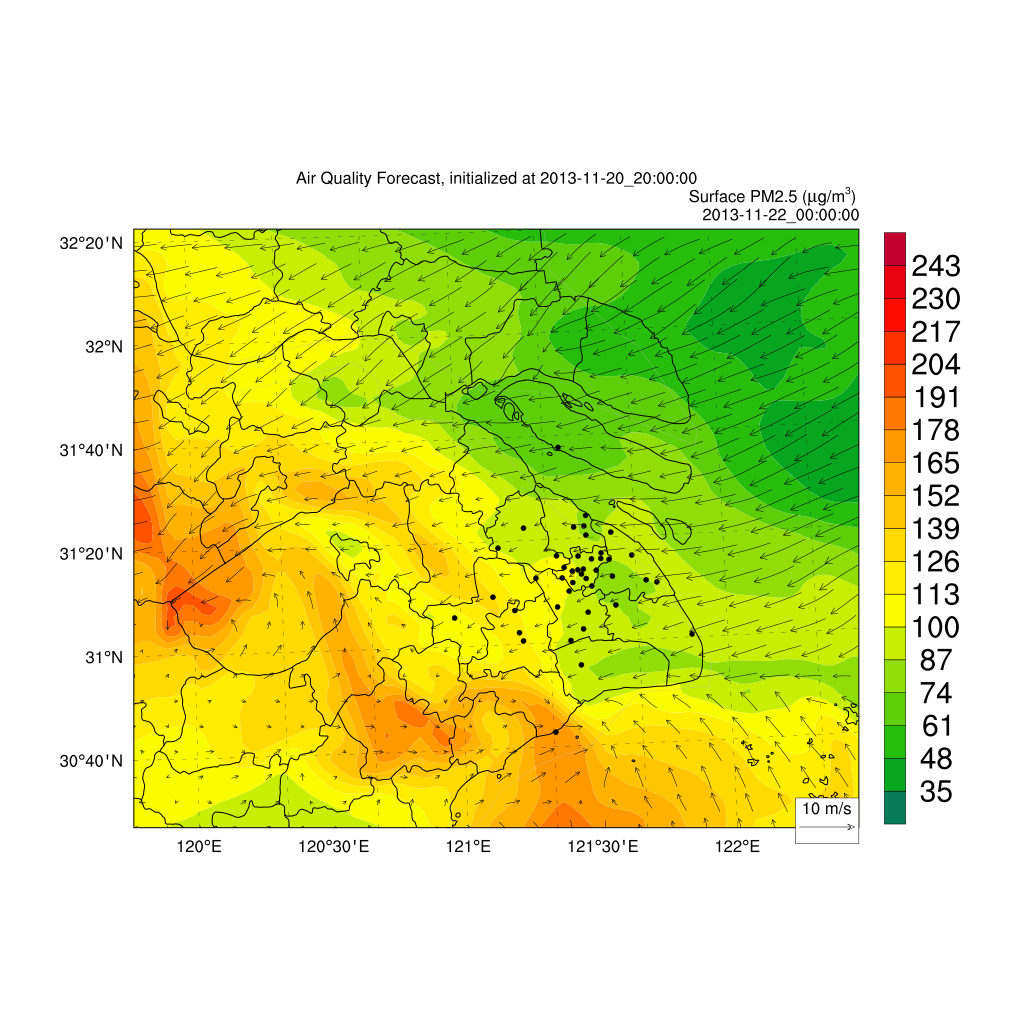 Air Quality Forecast, initialized at 2013-11-20_20:00:00
Surface PM2.5 (μg/m³)
2013-11-22_00:00:00
32°20'N
32°N
31°40'N
31°20'N
31°N
30°40'N
120°E
120°30'E
121°E
121°30'E
122°E
10 m/s
243
230
217
204
191
178
165
152
139
126
113
100
87
74
61
48
35